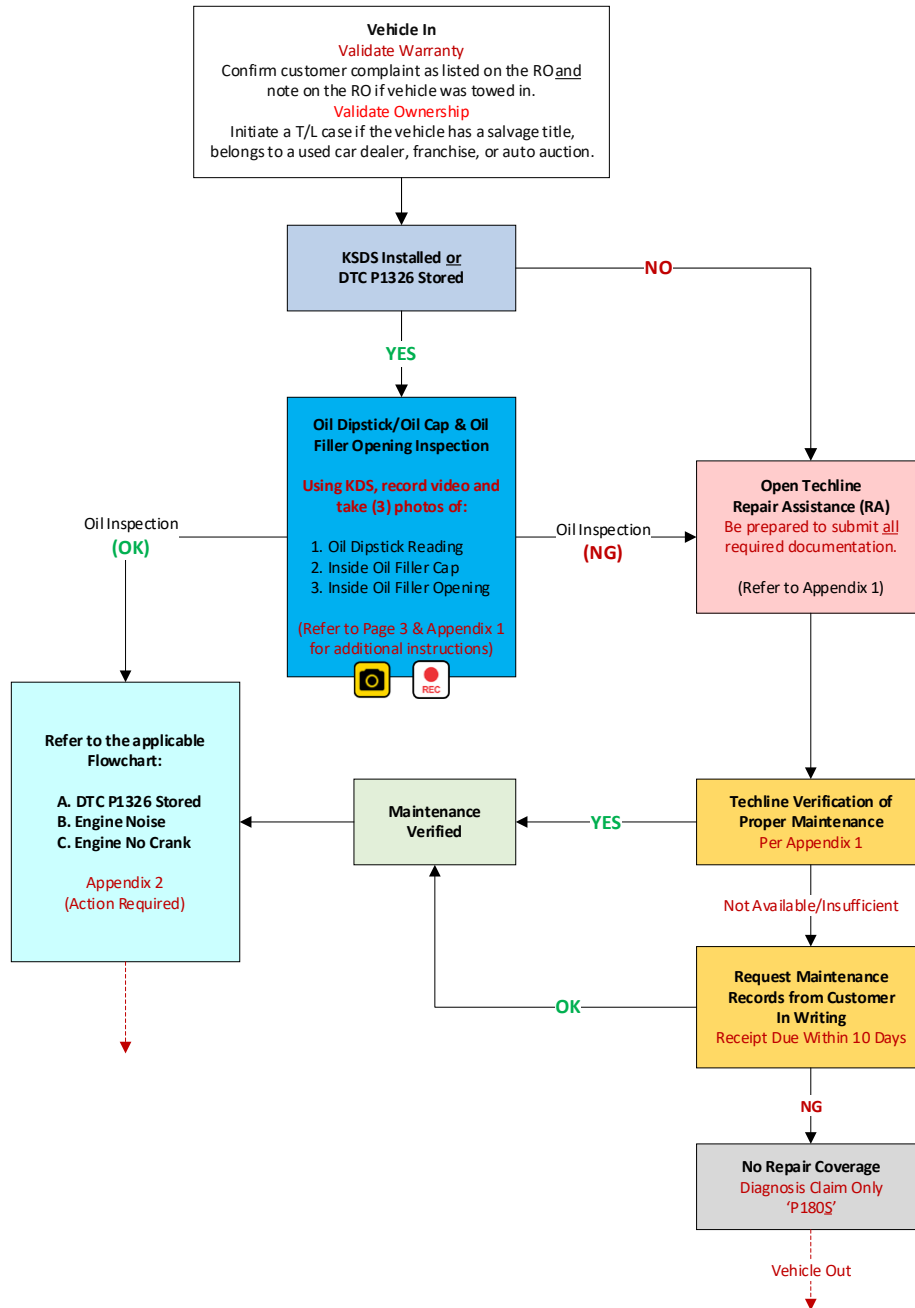 Vehicle In
Validate Warranty
Confirm customer complaint as listed on the RO and
note on the RO if vehicle was towed in.
Validate Ownership
Initiate a T/L case if the vehicle has a salvage title,
belongs to a used car dealer, franchise, or auto auction.
KSDS Installed or
DTC P1326 Stored
NO
YES
Oil Dipstick/Oil Cap & Oil
Filler Opening Inspection
Using KDS, record video and
take (3) photos of:
1. Oil Dipstick Reading
2. Inside Oil Filler Cap
3. Inside Oil Filler Opening
(Refer to Page 3 & Appendix 1
for additional instructions)
REC
Oil Inspection
(OK)
Oil Inspection
(NG)
Open Techline
Repair Assistance (RA)
Be prepared to submit all
required documentation.
(Refer to Appendix 1)
Refer to the applicable
Flowchart:
A. DTC P1326 Stored
B. Engine Noise
C. Engine No Crank
Appendix 2
(Action Required)
Maintenance
Verified
YES
Techline Verification of
Proper Maintenance
Per Appendix 1
Not Available/Insufficient
Request Maintenance
Records from Customer
In Writing
Receipt Due Within 10 Days
OK
NG
No Repair Coverage
Diagnosis Claim Only
‘P180S’
Vehicle Out